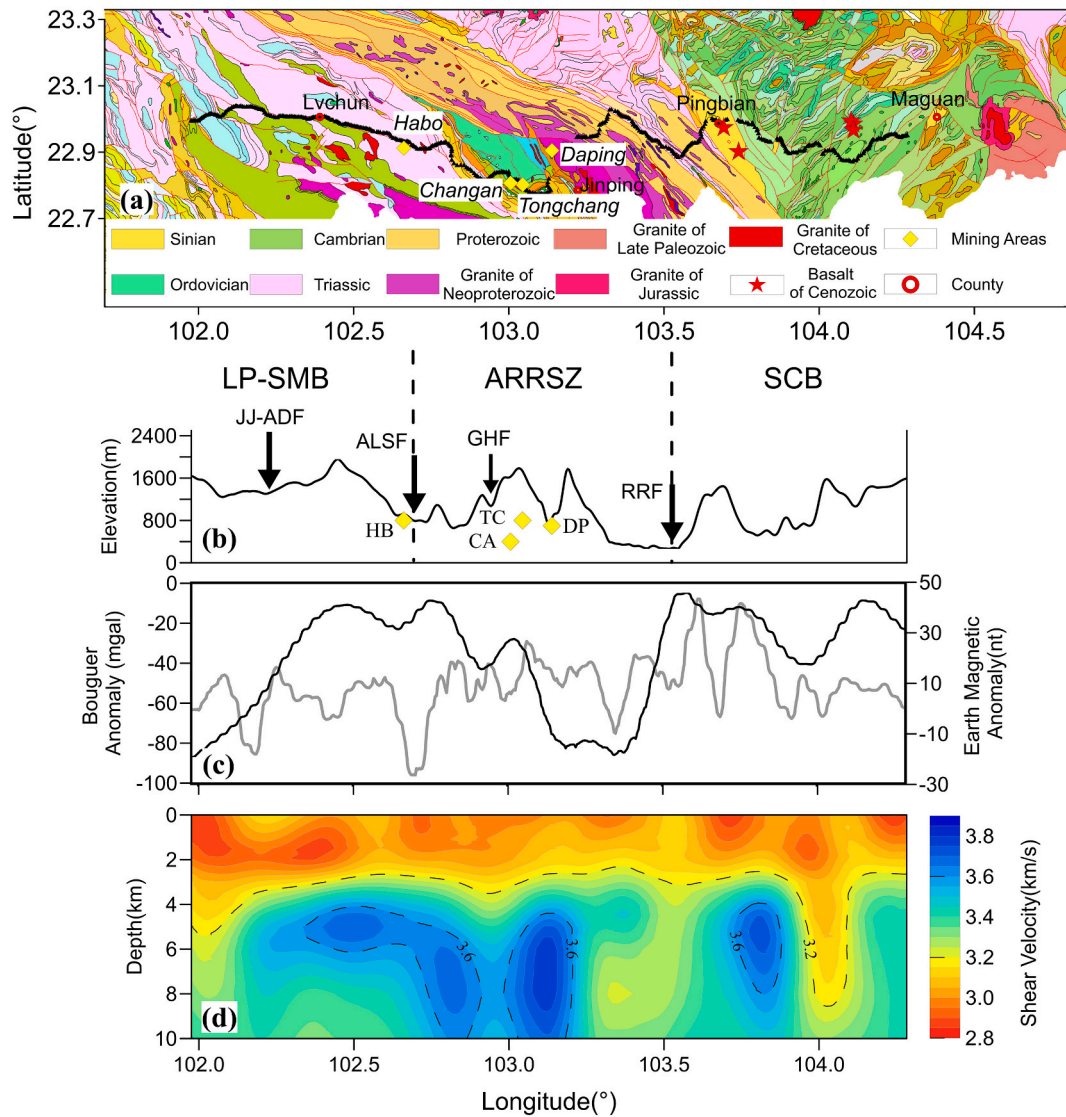 23.3
23.1
22.9
22.7
Latitude(°)
Lvchun
Habo
Pingbian
Maguan
Daping
Changan
Jinping
Tongchang
(a)
Sinian
Cambrian
Proterozoic
Granite of
Late Paleozoic
Granite of
Cretaceous
Mining Areas
Ordovician
Triassic
Granite of
Neoproterozoic
Granite of
Jurassic
Basalt
of Cenozoic
County
102.0 102.5 103.0 103.5 104.0 104.5
LP-SMB ARRSZ SCB
JJ-ADF
ALSF
GHF
RRF
2400
1600
800
0
Elevation(m)
HB
TC
CA
DP
(b)
0
-20
-40
-60
-80
-100
Bouguer
Anomaly (mgal)
50
30
10
-10
-30
Earth Magnetic
Anomaly(nt)
(c)
0
2
4
6
8
10
Depth(km)
3.6
3.6
3.6
3.2
(d)
3.8
3.6
3.4
3.2
3.0
2.8
Shear Velocity(km/s)
102.0 102.5 103.0 103.5 104.0
Longitude(°)